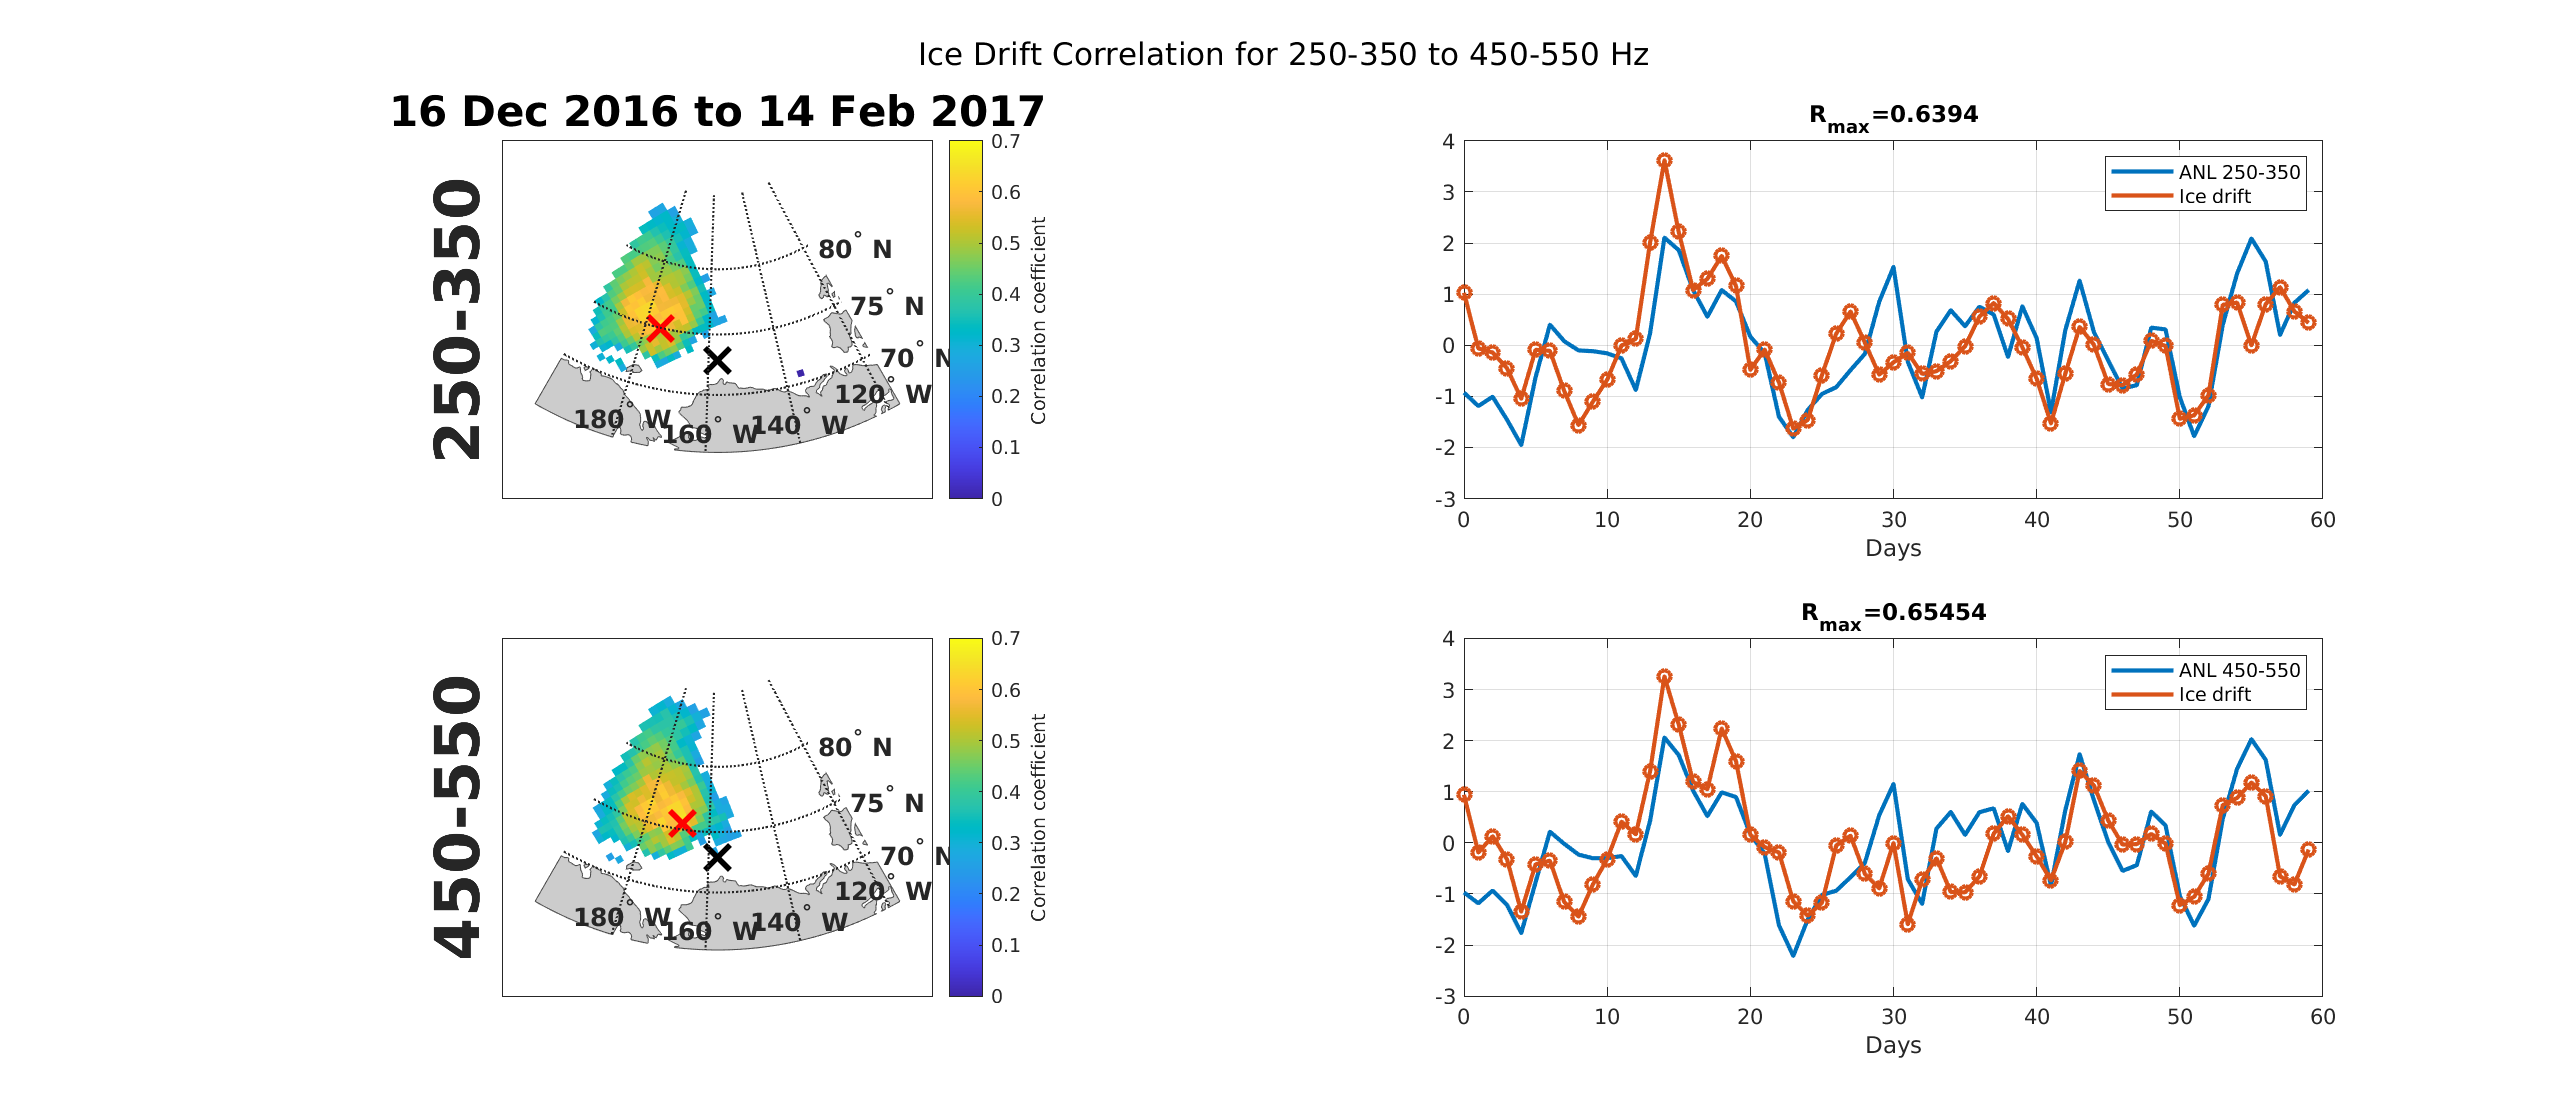 Ice Drift Correlation for 250-350 to 450-550 Hz
16 Dec 2016 to 14 Feb 2017
250-350
80° N
75° N
70° N
120° W
180° W
160° W
140° W
0.7
0.6
0.5
0.4
0.3
0.2
0.1
0
Correlation coefficient
Rmax=0.6394
4
3
2
1
0
-1
-2
-3
0 10 20 30 40 50 60
Days
ANL 250-350
Ice drift
450-550
80° N
75° N
70° N
120° W
180° W
160° W
140° W
0.7
0.6
0.5
0.4
0.3
0.2
0.1
0
Correlation coefficient
Rmax=0.65454
4
3
2
1
0
-1
-2
-3
0 10 20 30 40 50 60
Days
ANL 450-550
Ice drift